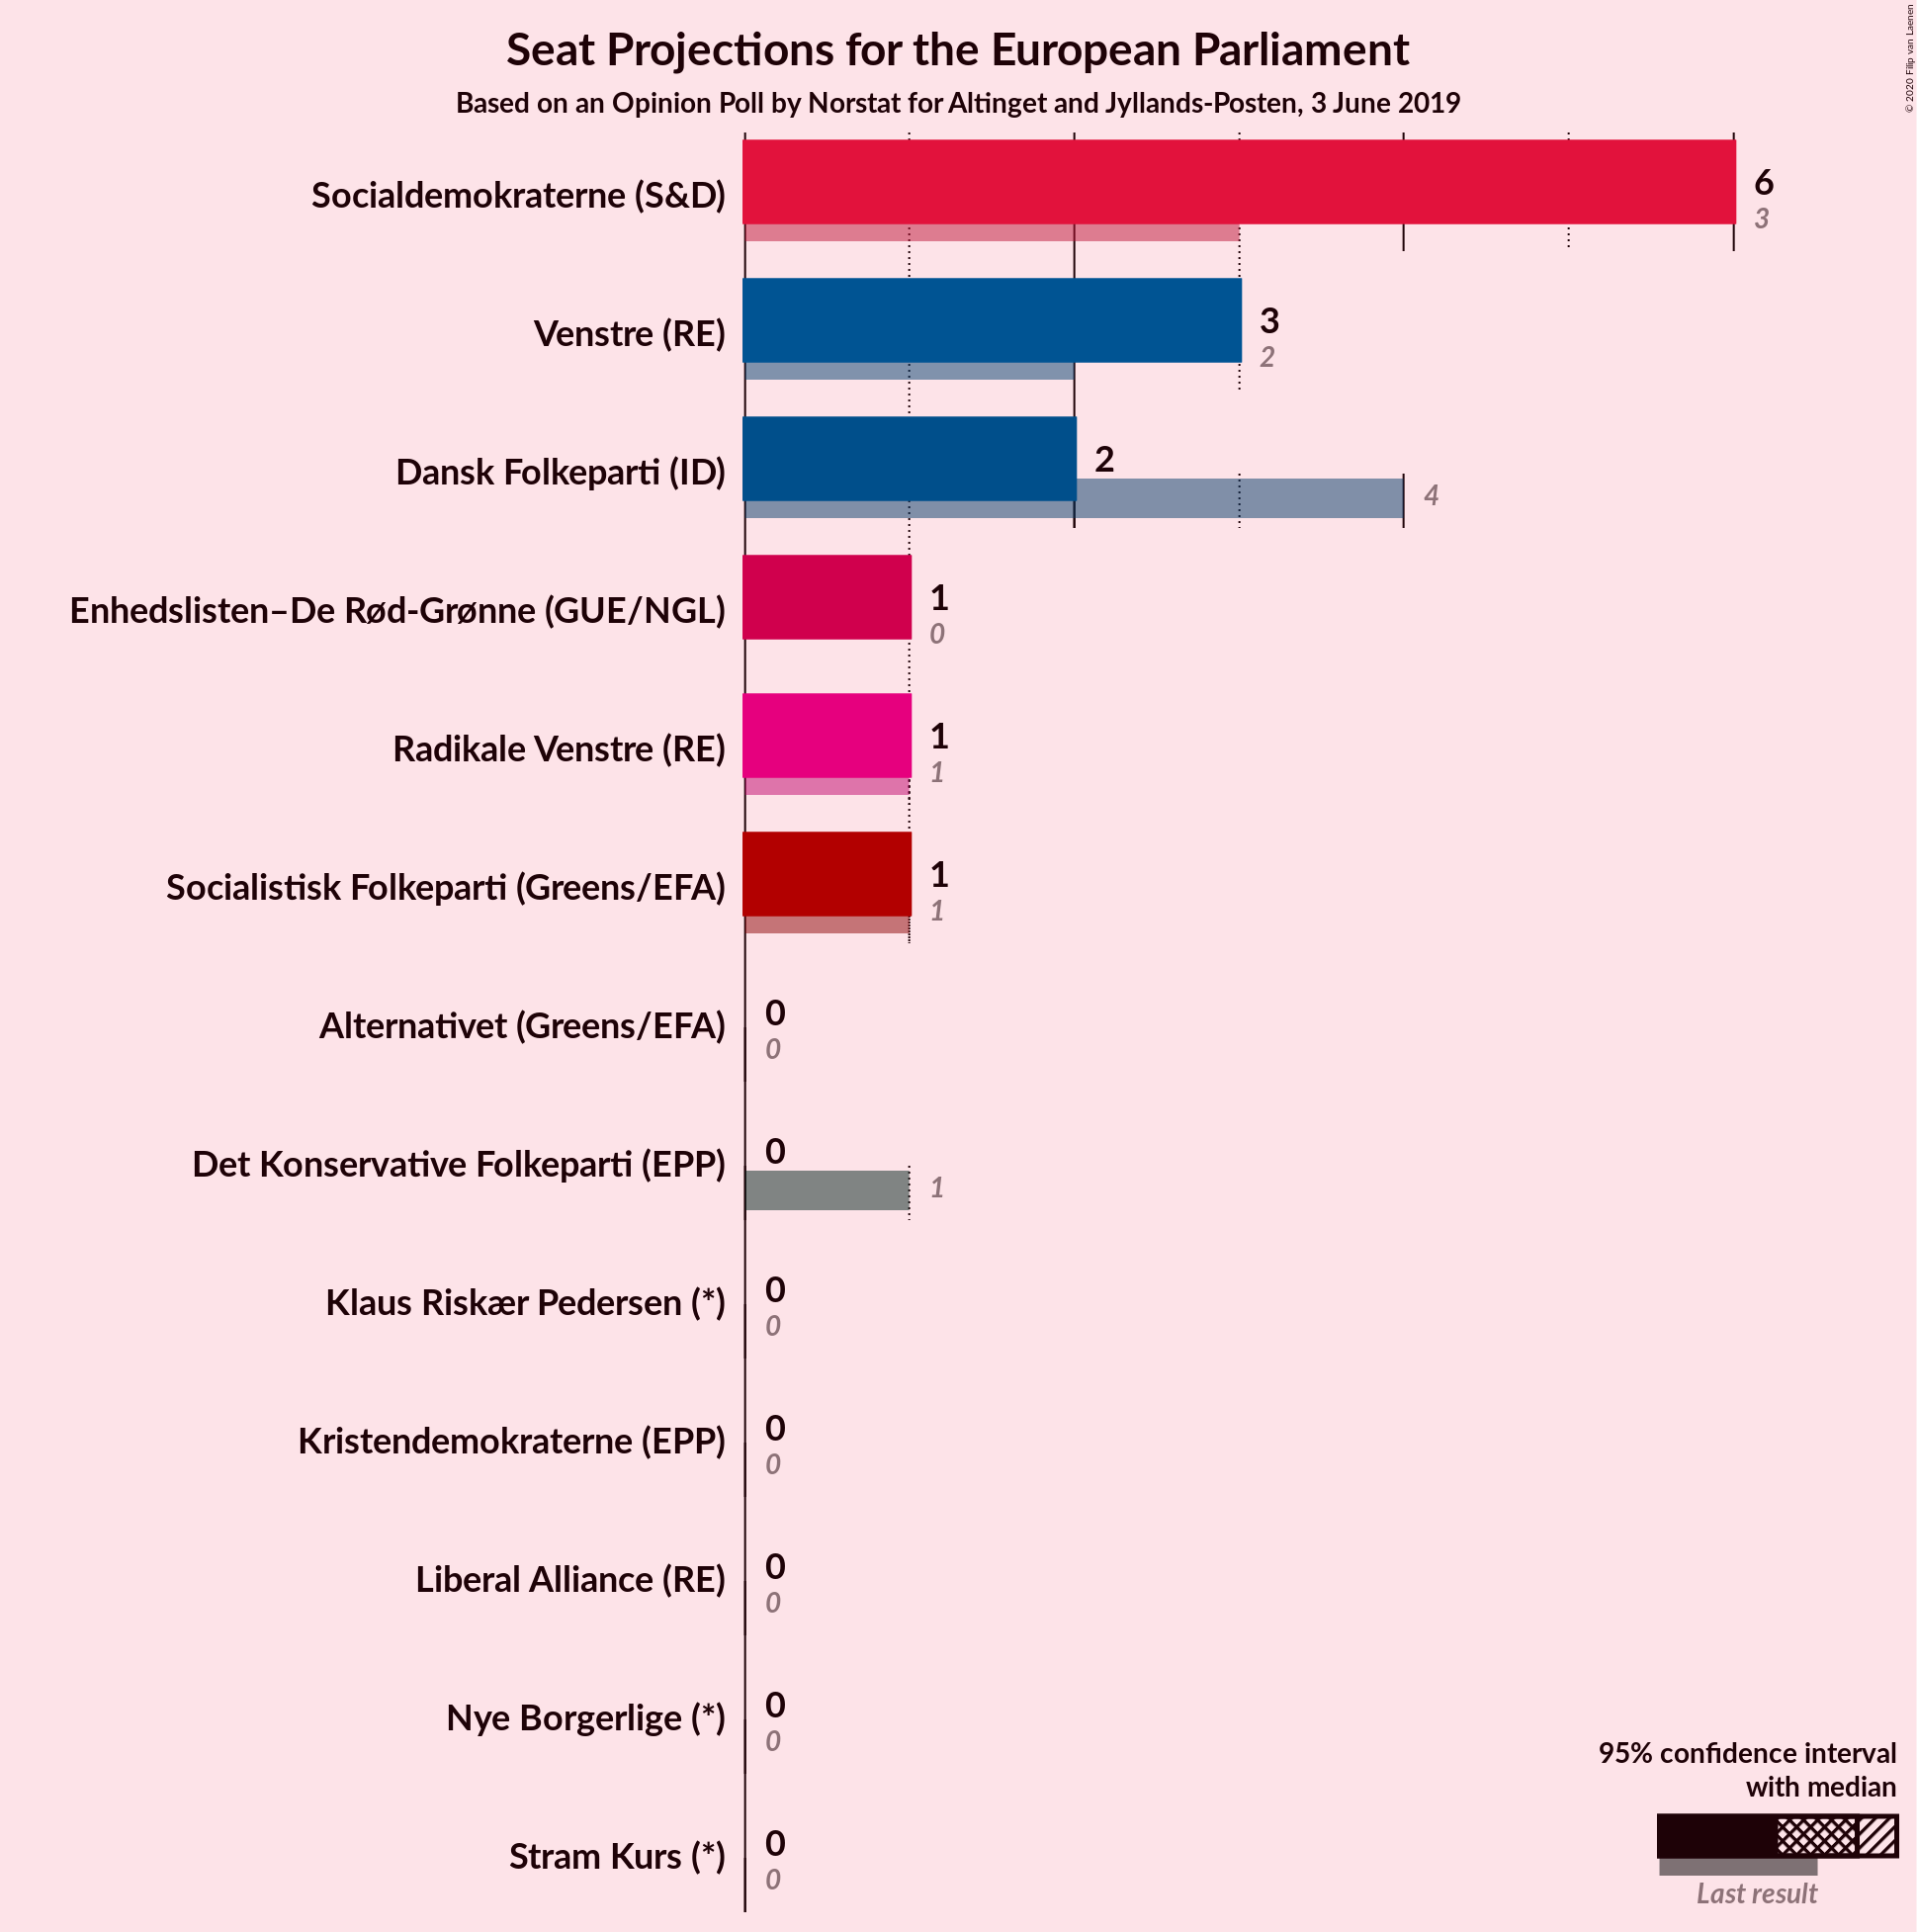 Seat Projections for the European Parliament
Based on an Opinion Poll by Norstat for Altinget and Jyllands-Posten, 3 June 2019
© 2020 Filip van Laenen
Socialdemokraterne (S&D)
6
3
Venstre (RE)
3
2
Dansk Folkeparti (ID)
2
4
Enhedslisten–De Rød-Grønne (GUE/NGL)
1
0
Radikale Venstre (RE)
1
1
Socialistisk Folkeparti (Greens/EFA)
1
1
Alternativet (Greens/EFA)
0
0
Det Konservative Folkeparti (EPP)
0
1
Klaus Riskær Pedersen (*)
0
0
Kristendemokraterne (EPP)
0
0
Liberal Alliance (RE)
0
0
Nye Borgerlige (*)
0
0
Stram Kurs (*)
0
0
95% confidence interval
with median
Last result